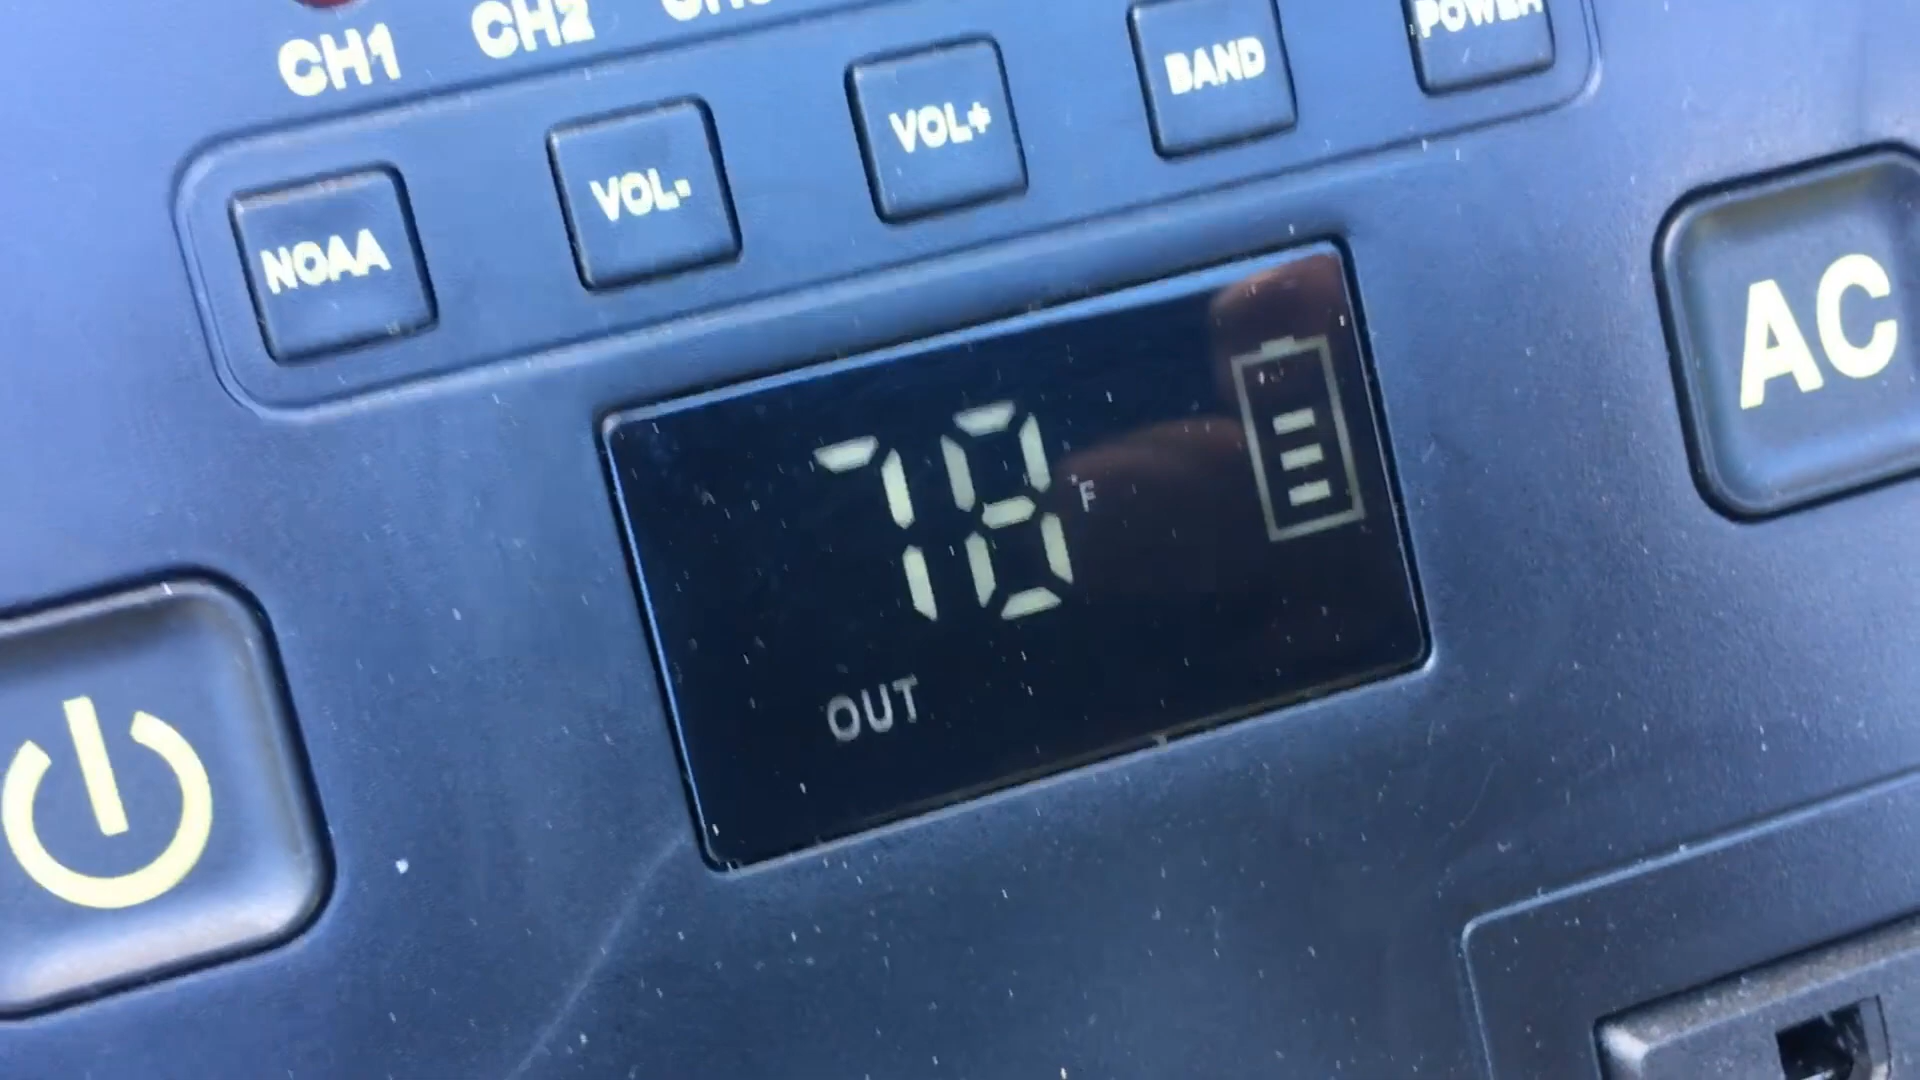 CH1 CH2
NOAA VOL- VOL+ BAND POWER
AC
78 °F
OUT